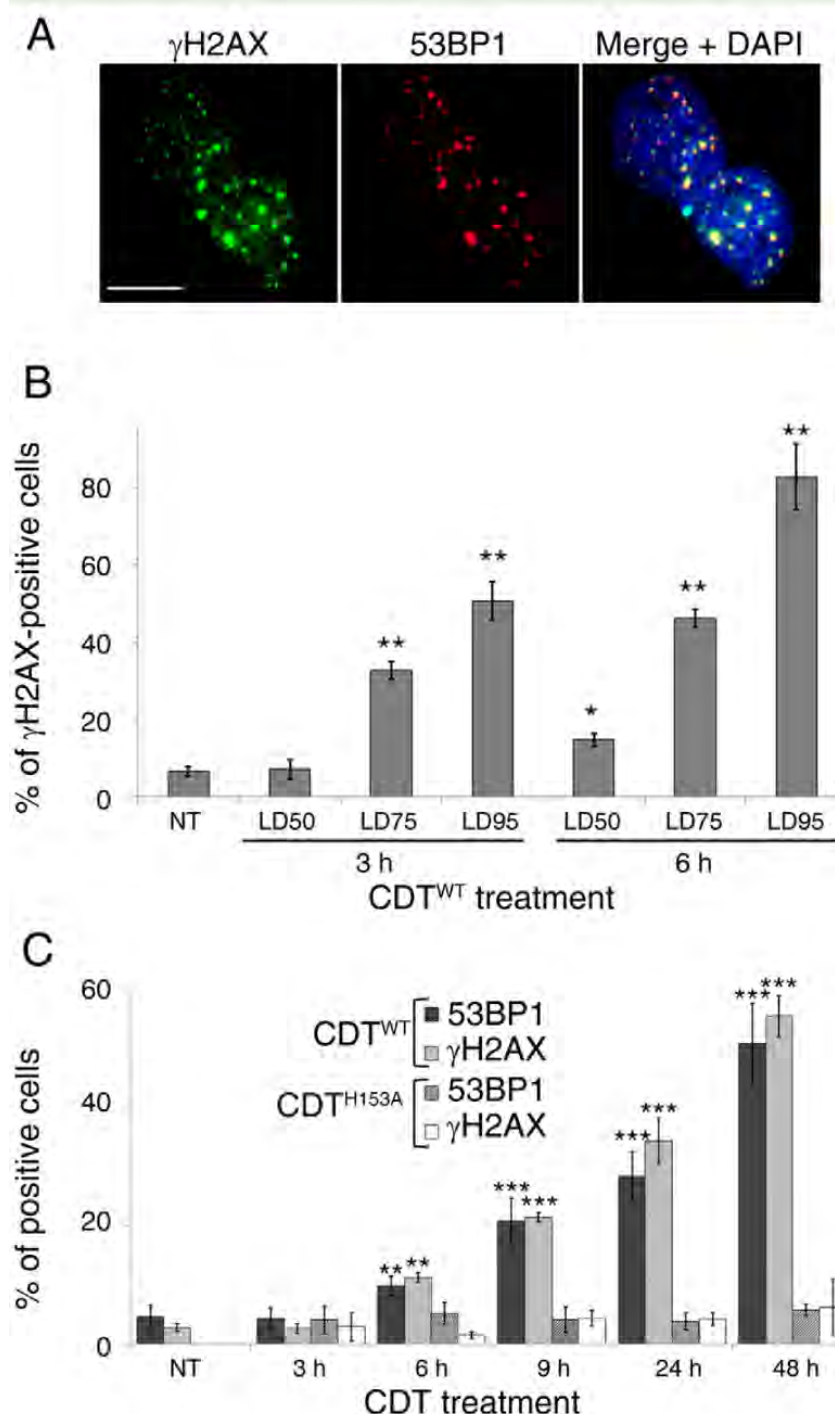 A
γH2AX 53BP1 Merge + DAPI
B
% of γH2AX-positive cells
80
60
40
20
0
** ** * ** **
NT LD50 LD75 LD95 LD50 LD75 LD95
3 h 6 h
CDTWT treatment
C
% of positive cells
60
40
20
0
CDTWT
53BP1
γH2AX
CDTH153A
53BP1
γH2AX
** ** *** *** *** *** *** ***
NT 3 h 6 h 9 h 24 h 48 h
CDT treatment